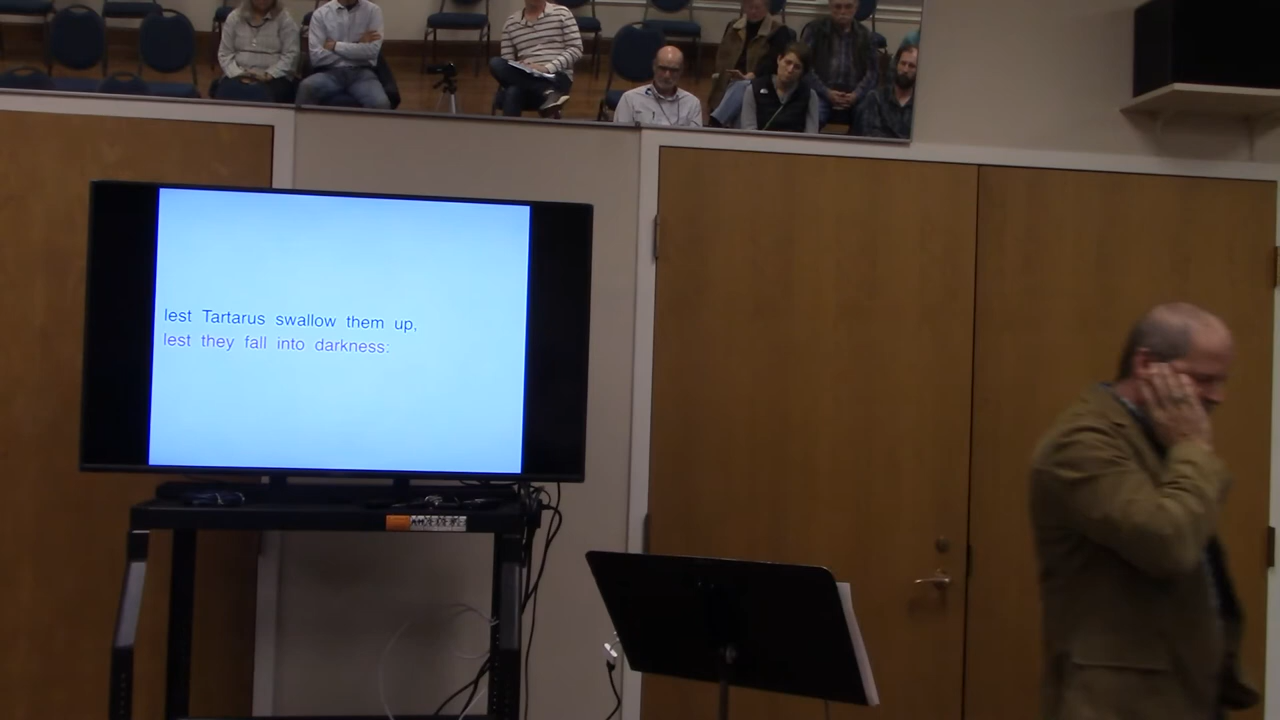 lest Tartarus swallow them up,
lest they fall into darkness: